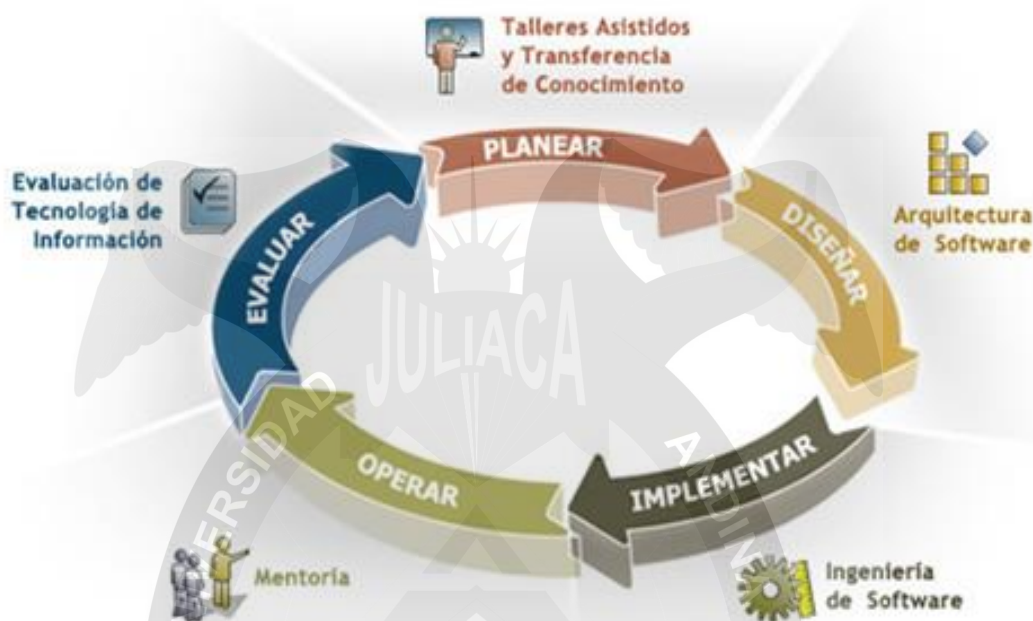 Talleres Asistidos
y Transferencia
de Conocimiento
PLANEAR
Evaluación de
Tecnología de
Información
EVALUAR
DISEÑAR
Arquitectura
de Software
JULIACA
OPERAR
IMPLEMENTAR
Mentoría
Ingeniería
de Software